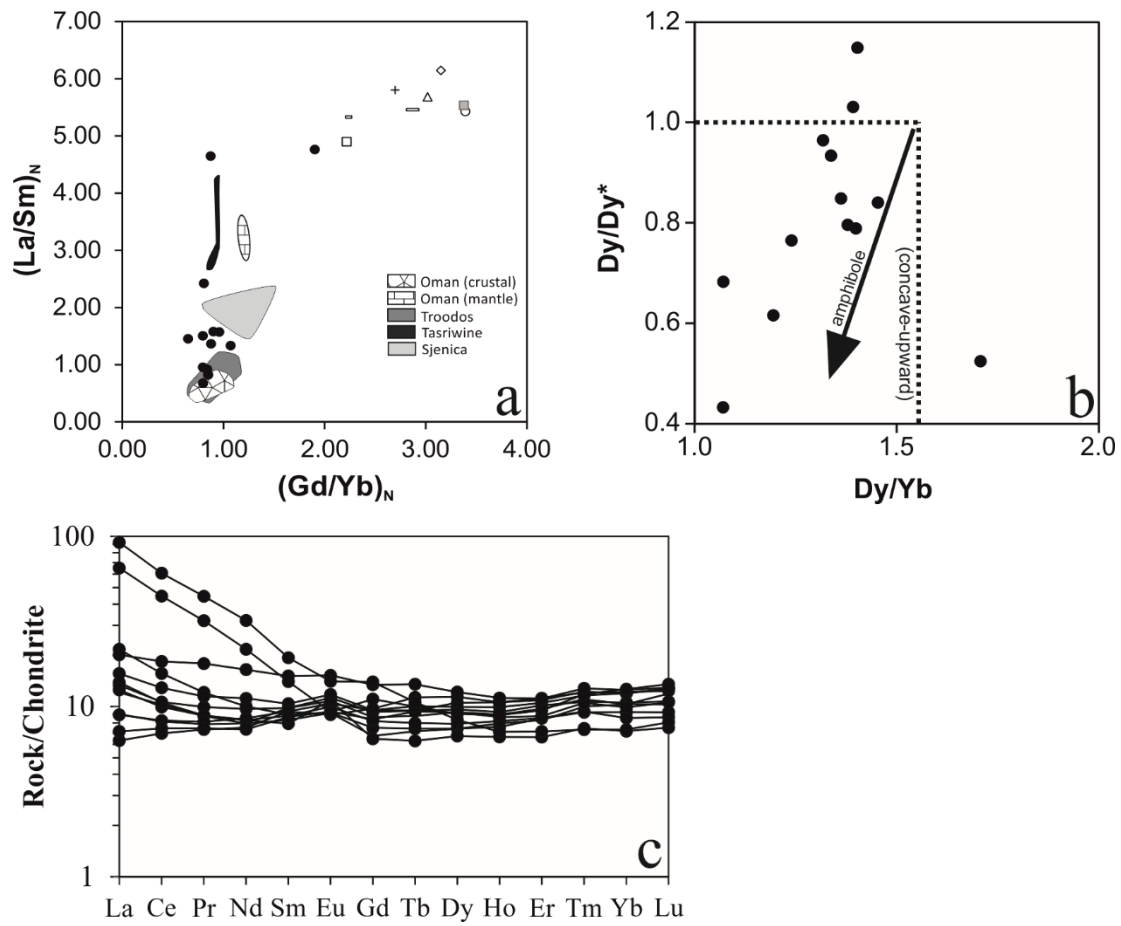 7.00
6.00
5.00
4.00
3.00
2.00
1.00
0.00
(La/Sm)N
0.00 1.00 2.00 3.00 4.00
(Gd/Yb)N
Oman (crustal)
Oman (mantle)
Troodos
Tasriwine
Sjenica
a
1.2
1.0
0.8
0.6
0.4
Dy/Dy*
amphibole
(concave-upward)
1.0 1.5 2.0
Dy/Yb
b
100
10
1
Rock/Chondrite
c
La Ce Pr Nd Sm Eu Gd Tb Dy Ho Er Tm Yb Lu